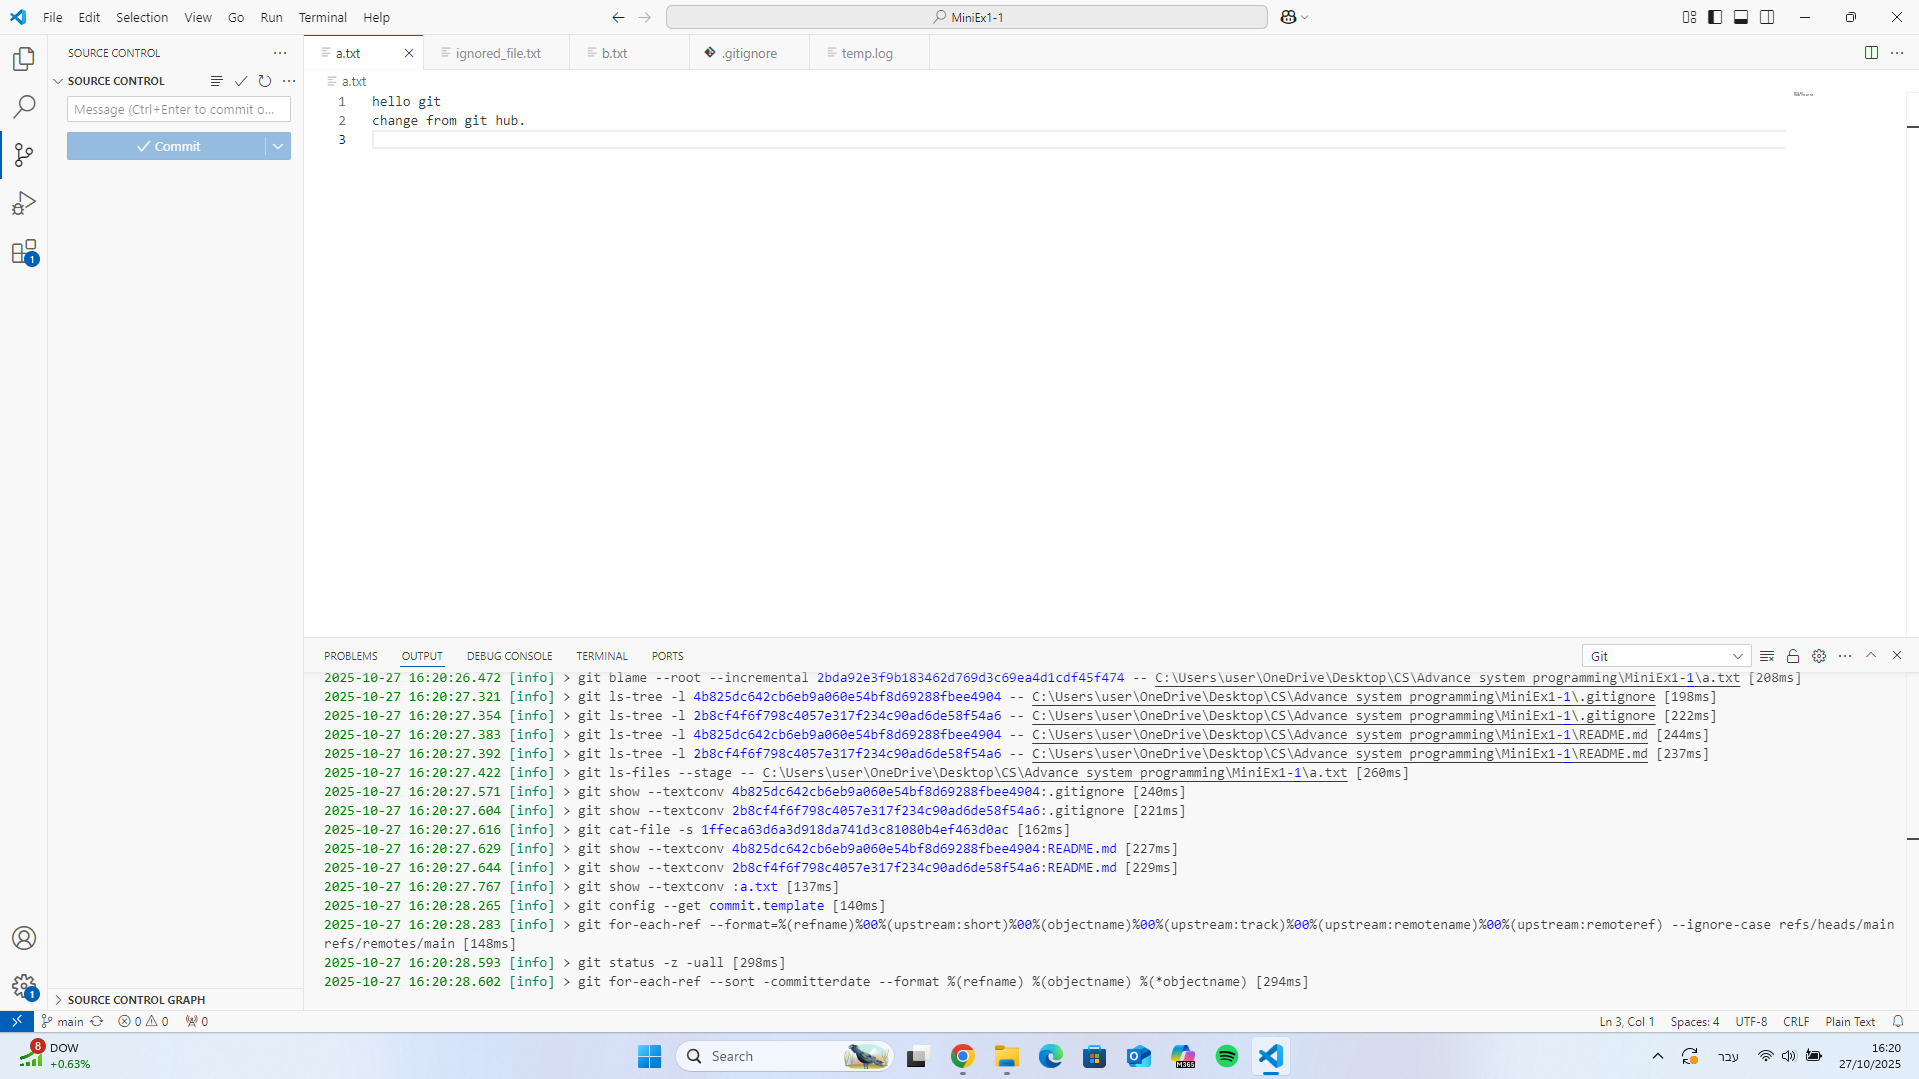 File Edit Selection View Go Run Terminal Help
MiniEx1-1
SOURCE CONTROL
SOURCE CONTROL
Message (Ctrl+Enter to commit o...
Commit
a.txt
ignored_file.txt
b.txt
.gitignore
temp.log
a.txt
1 hello git
2 change from git hub.
3
1
PROBLEMS OUTPUT DEBUG CONSOLE TERMINAL PORTS
Git
2025-10-27 16:20:26.472 [info] > git blame --root --incremental 2bda92e3f9b183462d769d3c69ea4d1cdf45f474 -- C:\Users\user\OneDrive\Desktop\CS\Advance system programming\MiniEx1-1\a.txt [208ms]
2025-10-27 16:20:27.321 [info] > git ls-tree -l 4b825dc642cb6eb9a060e54bf8d69288fbee4904 -- C:\Users\user\OneDrive\Desktop\CS\Advance system programming\MiniEx1-1\.gitignore [198ms]
2025-10-27 16:20:27.354 [info] > git ls-tree -l 2b8cf4f6f798c4057e317f234c90ad6de58f54a6 -- C:\Users\user\OneDrive\Desktop\CS\Advance system programming\MiniEx1-1\.gitignore [222ms]
2025-10-27 16:20:27.383 [info] > git ls-tree -l 4b825dc642cb6eb9a060e54bf8d69288fbee4904 -- C:\Users\user\OneDrive\Desktop\CS\Advance system programming\MiniEx1-1\README.md [244ms]
2025-10-27 16:20:27.392 [info] > git ls-tree -l 2b8cf4f6f798c4057e317f234c90ad6de58f54a6 -- C:\Users\user\OneDrive\Desktop\CS\Advance system programming\MiniEx1-1\README.md [237ms]
2025-10-27 16:20:27.422 [info] > git ls-files --stage -- C:\Users\user\OneDrive\Desktop\CS\Advance system programming\MiniEx1-1\a.txt [260ms]
2025-10-27 16:20:27.571 [info] > git show --textconv 4b825dc642cb6eb9a060e54bf8d69288fbee4904:.gitignore [240ms]
2025-10-27 16:20:27.604 [info] > git show --textconv 2b8cf4f6f798c4057e317f234c90ad6de58f54a6:.gitignore [221ms]
2025-10-27 16:20:27.616 [info] > git cat-file -s 1ffeca63d6a3d918da741d3c81080b4ef463d0ac [162ms]
2025-10-27 16:20:27.629 [info] > git show --textconv 4b825dc642cb6eb9a060e54bf8d69288fbee4904:README.md [227ms]
2025-10-27 16:20:27.644 [info] > git show --textconv 2b8cf4f6f798c4057e317f234c90ad6de58f54a6:README.md [229ms]
2025-10-27 16:20:27.767 [info] > git show --textconv :a.txt [137ms]
2025-10-27 16:20:28.265 [info] > git config --get commit.template [140ms]
2025-10-27 16:20:28.283 [info] > git for-each-ref --format=%(refname)%00%(upstream:short)%00%(objectname)%00%(upstream:track)%00%(upstream:remotename)%00%(upstream:remoteref) --ignore-case refs/heads/main
refs/remotes/main [148ms]
2025-10-27 16:20:28.593 [info] > git status -z -uall [298ms]
2025-10-27 16:20:28.602 [info] > git for-each-ref --sort -committerdate --format %(refname) %(objectname) %(*objectname) [294ms]
1
SOURCE CONTROL GRAPH
main 0 0 0
Ln 3, Col 1 Spaces: 4 UTF-8 CRLF Plain Text
8
DOW
+0.63%
Search
M365
עבר
16:20
27/10/2025